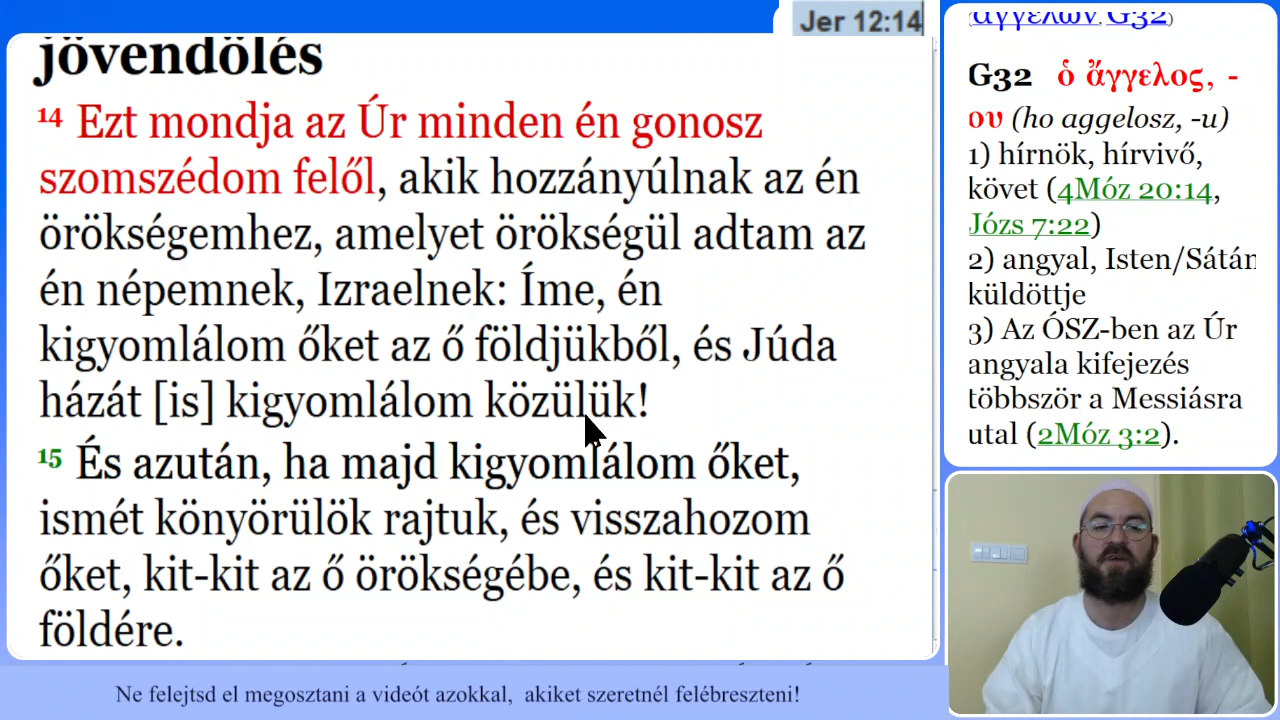 Jer 12:14
jövendölés
14 Ezt mondja az Úr minden én gonosz
szomszédom felől, akik hozzányúlnak az én
örökségemhez, amelyet örökségül adtam az
én népemnek, Izraelnek: Íme, én
kigyomlálom őket az ő földjükből, és Júda
házát [is] kigyomlálom közülük!
15 És azután, ha majd kigyomlálom őket,
ismét könyörülök rajtuk, és visszahozom
őket, kit-kit az ő örökségébe, és kit-kit az ő
földére.
(ἀγγέλων, G32)
G32 ὁ ἄγγελος, -
ου (ho aggelosz, -u)
1) hírnök, hírvivő,
követ (4Móz 20:14,
Józs 7:22)
2) angyal, Isten/Sátán
küldöttje
3) Az ÓSZ-ben az Úr
angyala kifejezés
többször a Messiásra
utal (2Móz 3:2).
Ne felejtsd el megosztani a videót azokkal, akiket szeretnél felébreszteni!